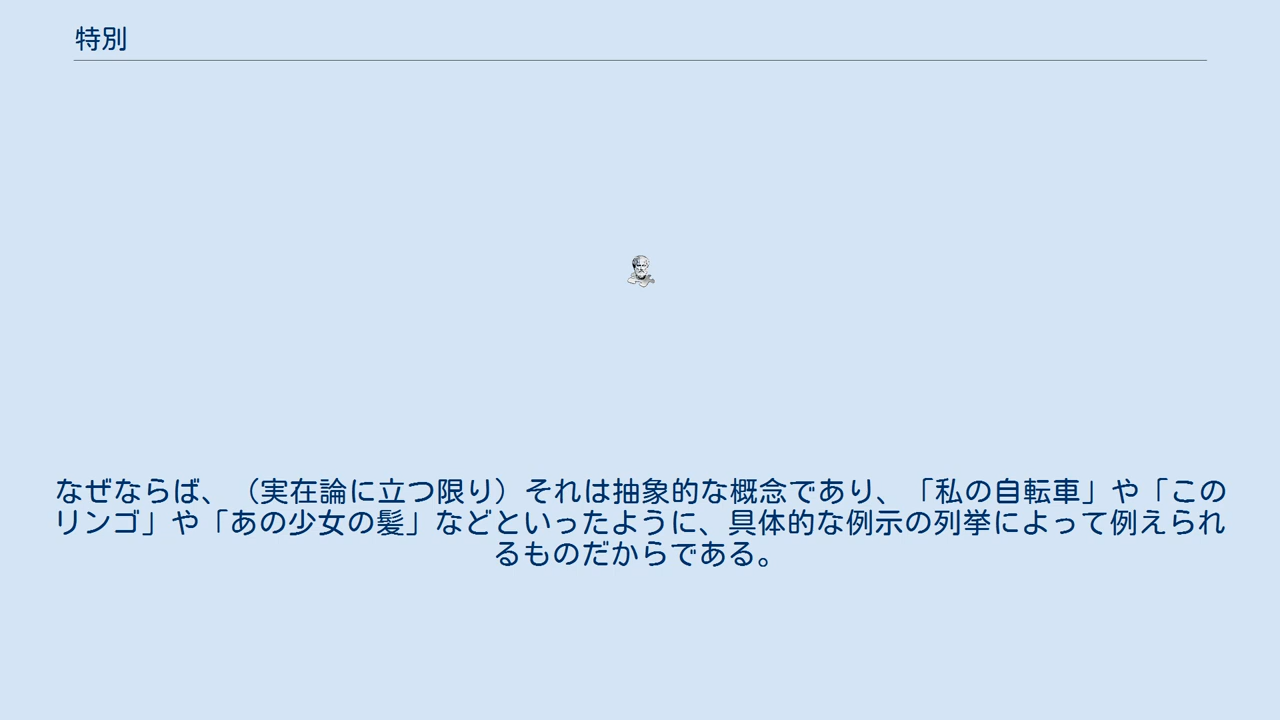 特別
なぜならば、（実在論に立つ限り）それは抽象的な概念であり、「私の自転車」や「この
リンゴ」や「あの少女の髪」などといったように、具体的な例示の列挙によって例えられ
るものだからである。